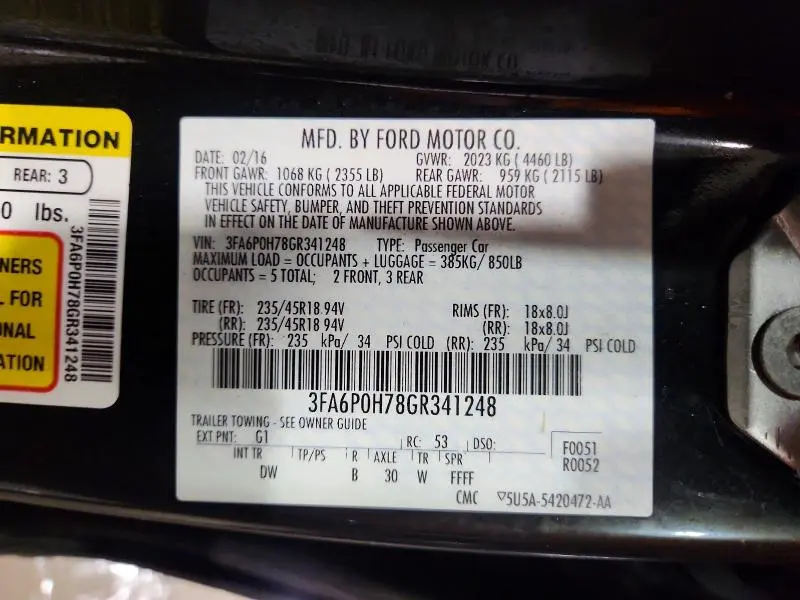 MFD. BY FORD MOTOR CO.
DATE: 02/16 GVWR: 2023 KG ( 4460 LB)
FRONT GAWR: 1068 KG ( 2355 LB) REAR GAWR: 959 KG ( 2115 LB)
THIS VEHICLE CONFORMS TO ALL APPLICABLE FEDERAL MOTOR
VEHICLE SAFETY, BUMPER, AND THEFT PREVENTION STANDARDS
IN EFFECT ON THE DATE OF MANUFACTURE SHOWN ABOVE.
VIN: 3FA6P0H78GR341248 TYPE: Passenger Car
MAXIMUM LOAD = OCCUPANTS + LUGGAGE = 385KG/ 850LB
OCCUPANTS = 5 TOTAL; 2 FRONT, 3 REAR
TIRE (FR): 235/45R18 94V RIMS (FR): 18x8.0J
(RR): 235/45R18 94V (RR): 18x8.0J
PRESSURE (FR): 235 kPa/ 34 PSI COLD (RR): 235 kPa/ 34 PSI COLD
3FA6P0H78GR341248
TRAILER TOWING - SEE OWNER GUIDE
EXT PNT: G1 RC: 53 DSO: F0051
R0052
INT TR TP/PS R AXLE TR SPR
DW B 30 W FFFF
CMC 5U5A-5420472-AA
RMATION
REAR: 3
0 lbs.
NERS
L FOR
ONAL
ATION
3FA6P0H78GR341248